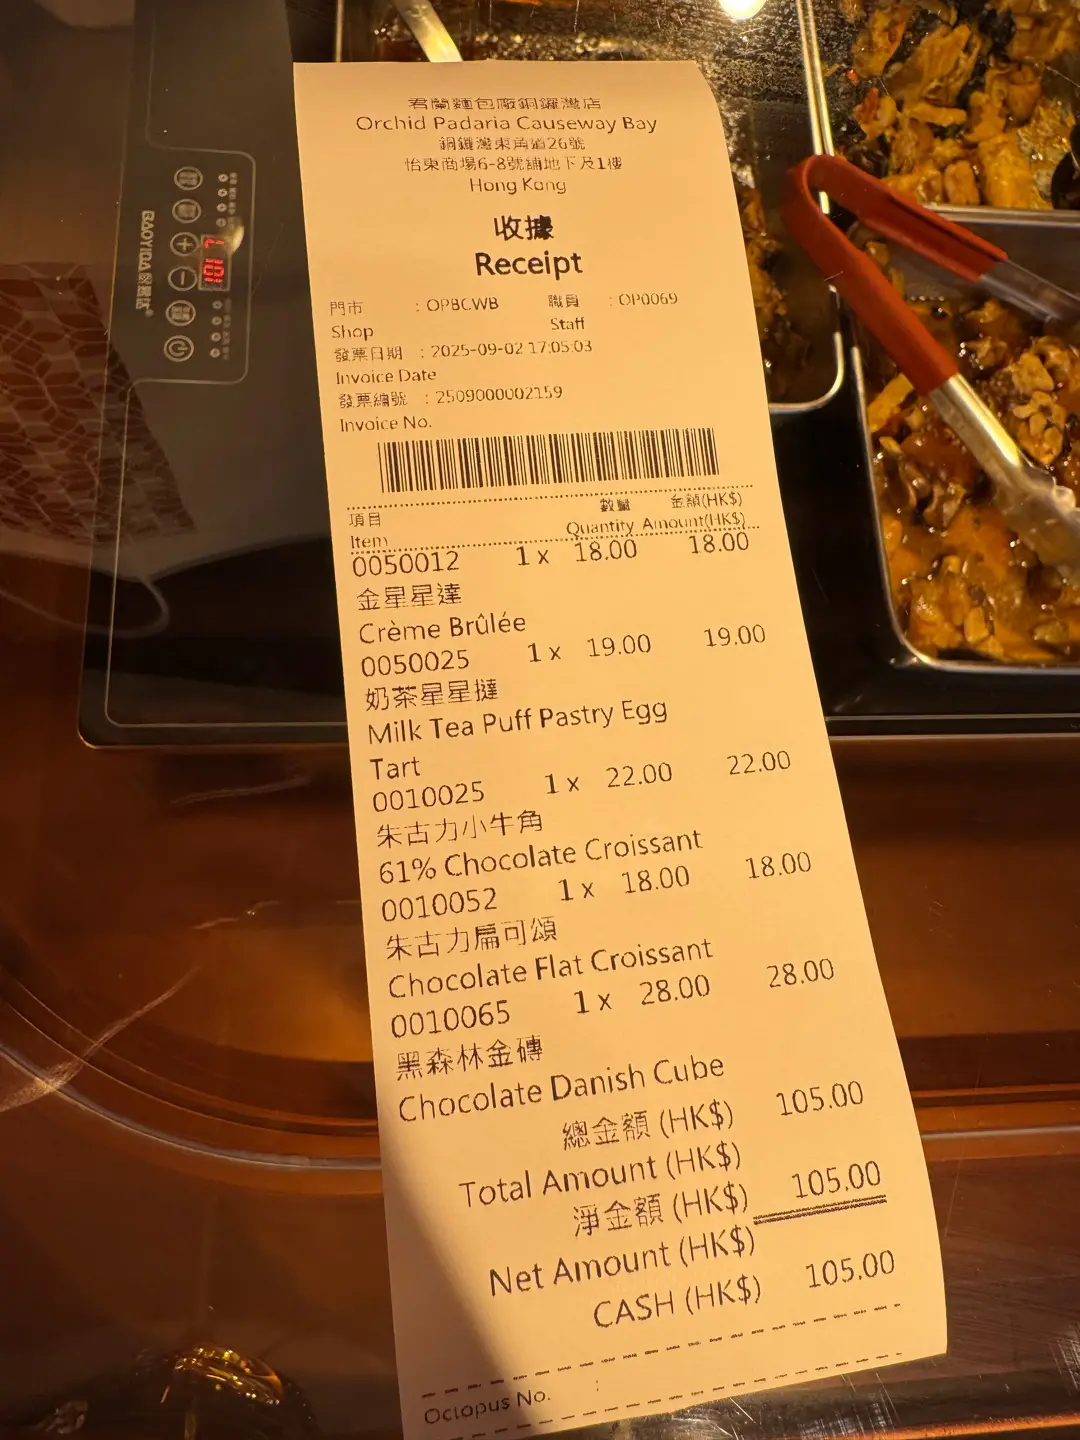 君蘭麵包廠銅鑼灣店
Orchid Padaria Causeway Bay
銅鑼灣東角道26號
怡東商場6-8號舖地下及1樓
Hong Kong
收據
Receipt
門市 : OPBCWB 職員 : OP0069
Shop Staff
發票日期 : 2025-09-02 17:05:03
Invoice Date
發票編號 : 2509000002159
Invoice No.
項目 數量 金額(HK$)
Item Quantity Amount(HK$)
0050012 1 x 18.00 18.00
金星星達
Crème Brûlée
0050025 1 x 19.00 19.00
奶茶星星撻
Milk Tea Puff Pastry Egg
Tart
0010025 1 x 22.00 22.00
朱古力小牛角
61% Chocolate Croissant
0010052 1 x 18.00 18.00
朱古力扁可頌
Chocolate Flat Croissant
0010065 1 x 28.00 28.00
黑森林金磚
Chocolate Danish Cube
總金額 (HK$) 105.00
Total Amount (HK$)
淨金額 (HK$) 105.00
Net Amount (HK$)
CASH (HK$) 105.00
Octopus No. :
BAOYIDA